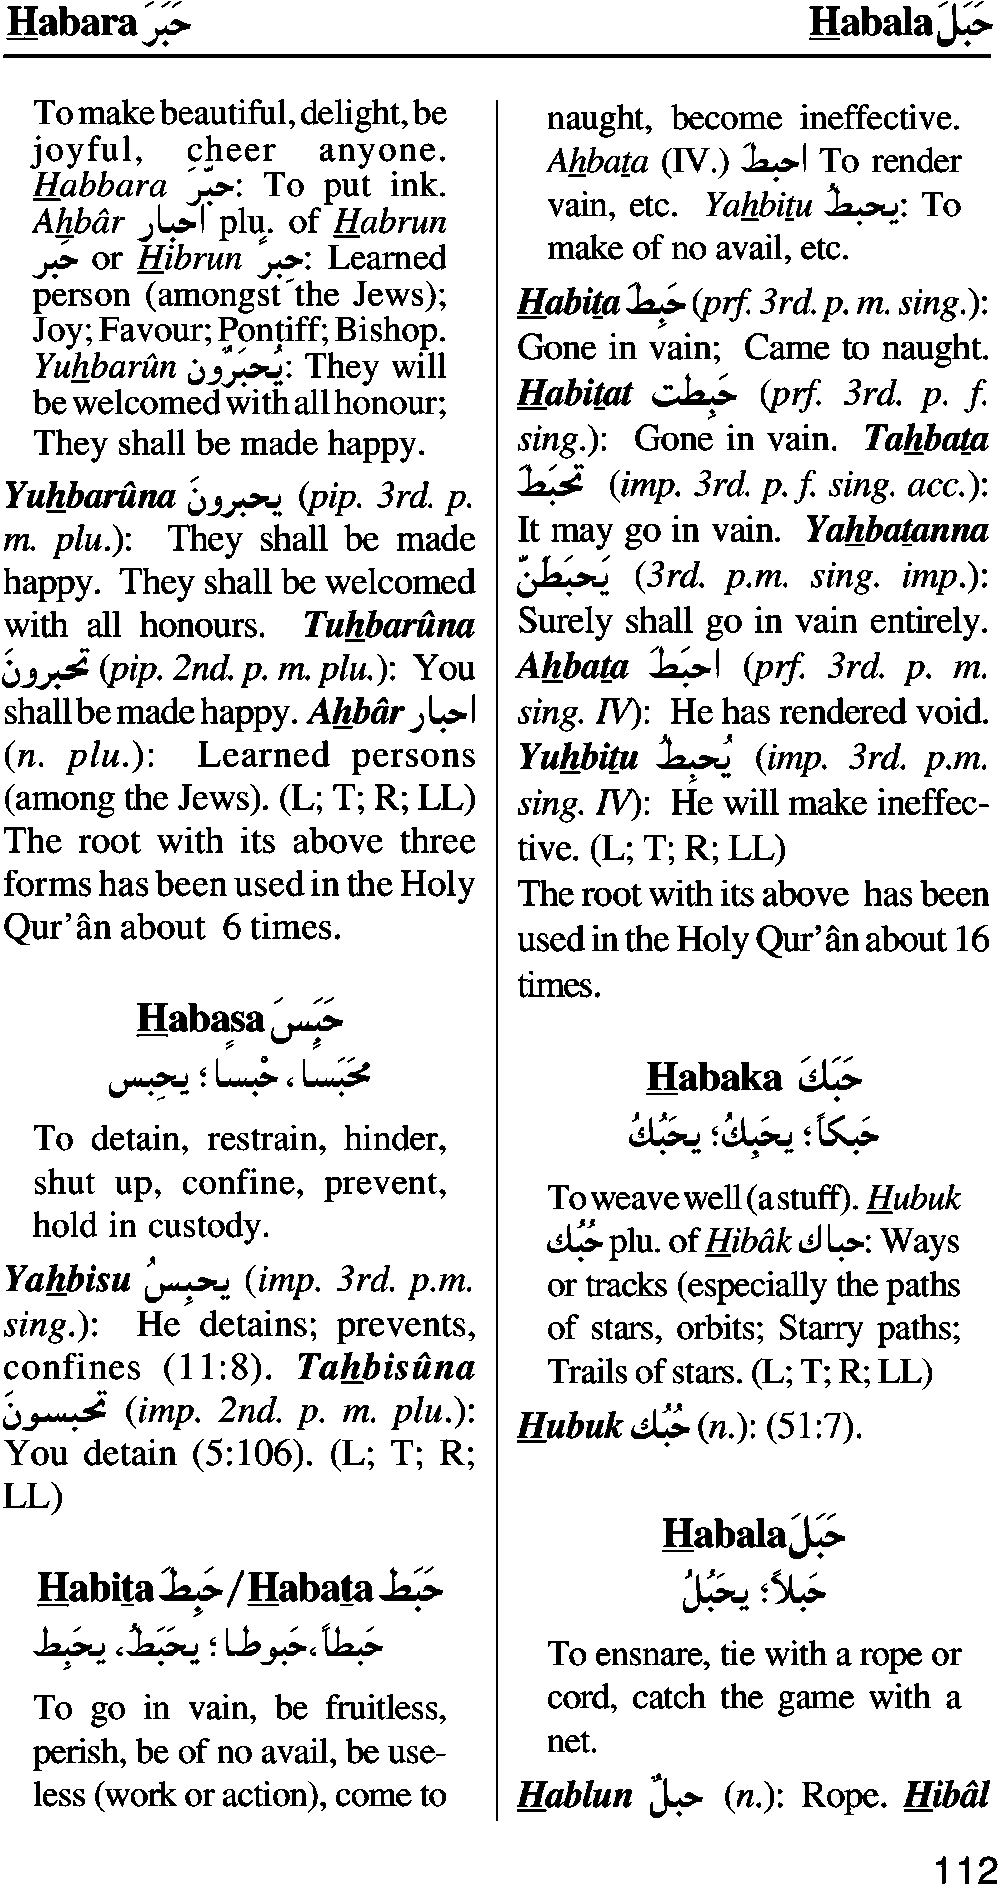 Habara حَبَرَ
Habala حَبَلَ
To make beautiful, delight, be
joyful, cheer anyone.
Habbara حبّرَ: To put ink.
Ahbâr احبار plu. of Habrun
حَبر or Hibrun حِبر: Learned
person (amongst the Jews);
Joy; Favour; Pontiff; Bishop.
Yuhbarûn يُحبَرُون: They will
be welcomed with all honour;
They shall be made happy.
Yuhbarûna يحبرونَ (pip. 3rd. p.
m. plu.): They shall be made
happy. They shall be welcomed
with all honours. Tuhbarûna
تحبرونَ (pip. 2nd. p. m. plu.): You
shall be made happy. Ahbâr احبار
(n. plu.): Learned persons
(among the Jews). (L; T; R; LL)
The root with its above three
forms has been used in the Holy
Qur’ân about 6 times.
Habasa حَبَسَ
مَحبَسا، حْبساٍ؛ يحبِس
To detain, restrain, hinder,
shut up, confine, prevent,
hold in custody.
Yahbisu يحبِسُ (imp. 3rd. p.m.
sing.): He detains; prevents,
confines (11:8). Tahbisûna
تحبسونَ (imp. 2nd. p. m. plu.):
You detain (5:106). (L; T; R;
LL)
Habita حَبِطَ / Habata حَبَط
حَبطاً، حَبوطا؛ يحبَطُ، يحبِط
To go in vain, be fruitless,
perish, be of no avail, be use-
less (work or action), come to
naught, become ineffective.
Ahbata (IV.) احبطَ To render
vain, etc. Yahbitu يحبطُ: To
make of no avail, etc.
Habita حَبِطَ (prf. 3rd. p. m. sing.):
Gone in vain; Came to naught.
Habitat حَبِطت (prf. 3rd. p. f.
sing.): Gone in vain. Tahbata
تحبَطَ (imp. 3rd. p. f. sing. acc.):
It may go in vain. Yahbatanna
يَحبَطَنّ (3rd. p.m. sing. imp.):
Surely shall go in vain entirely.
Ahbata احبَطَ (prf. 3rd. p. m.
sing. IV): He has rendered void.
Yuhbitu يُحبِطُ (imp. 3rd. p.m.
sing. IV): He will make ineffec-
tive. (L; T; R; LL)
The root with its above has been
used in the Holy Qur’ân about 16
times.
Habaka حَبَكَ
حَبكاً؛ يحبِكُ؛ يحبُكُ
To weave well (a stuff). Hubuk
حُبُك plu. of Hibâk حباك: Ways
or tracks (especially the paths
of stars, orbits; Starry paths;
Trails of stars. (L; T; R; LL)
Hubuk حُبُك (n.): (51:7).
Habala حَبَلَ
حَبلاً؛ يحبُلُ
To ensnare, tie with a rope or
cord, catch the game with a
net.
Hablun حبلٌ (n.): Rope. Hibâl
112